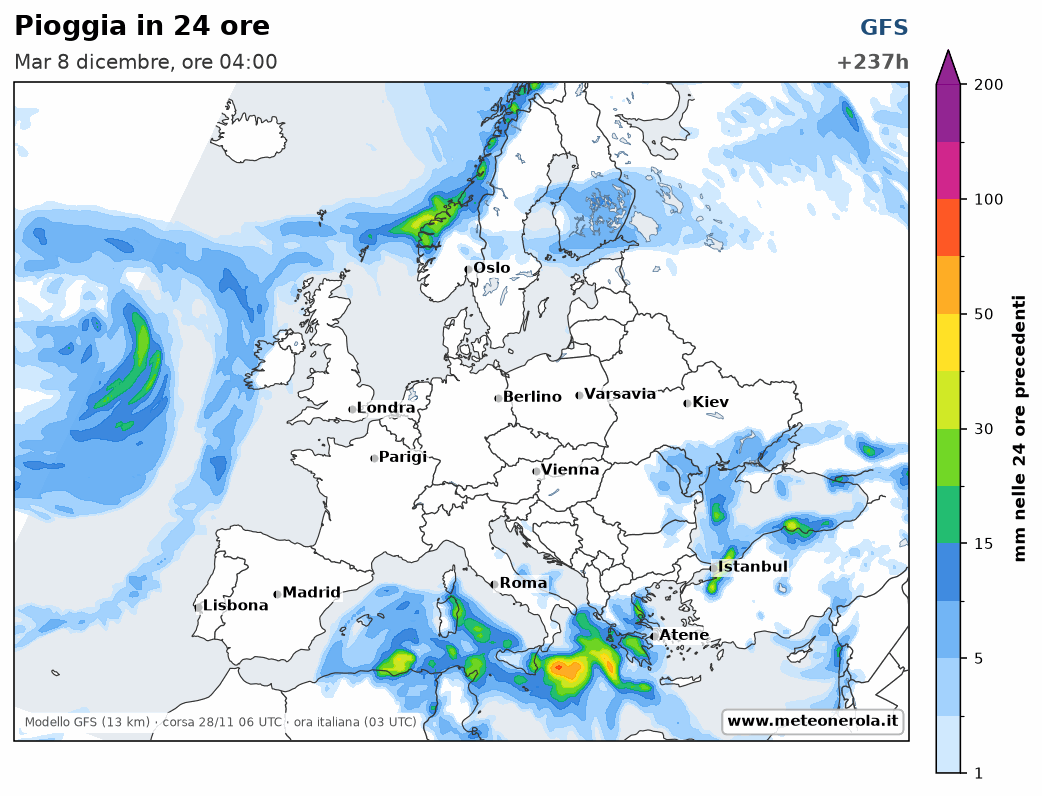 Pioggia in 24 ore
GFS
Mar 8 dicembre, ore 04:00
+237h
200
100
50
30
15
5
1
mm nelle 24 ore precedenti
Oslo
Londra
Berlino
Varsavia
Kiev
Parigi
Vienna
Istanbul
Roma
Madrid
Lisbona
Atene
Modello GFS (13 km) · corsa 28/11 06 UTC · ora italiana (03 UTC)
www.meteonerola.it